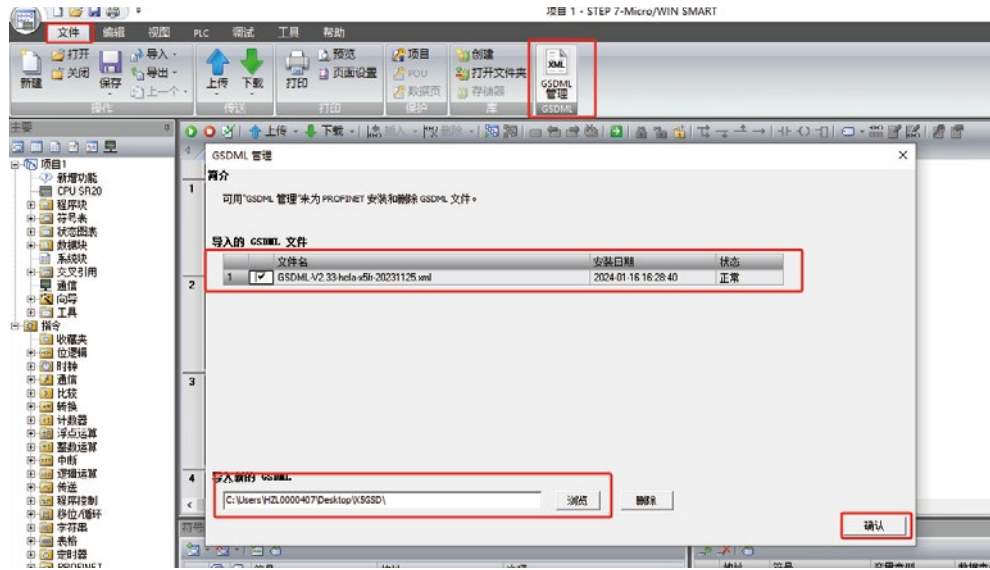 项目 1 - STEP 7-Micro/WIN SMART
文件 编辑 视图 PLC 调试 工具 帮助
新建 打开 关闭 保存 导入 导出 上一个 上传 下载 打印 预览 页面设置 项目 POU 数据页 创建 打开文件夹 存储器 GSDML 管理
操作 传送 打印 保护 库 GSDML
主要
上传 下载 插入 删除
项目1
新增功能
CPU SR20
程序块
符号表
状态图表
数据块
系统块
交叉引用
通信
向导
工具
指令
收藏夹
位逻辑
时钟
通信
比较
转换
计数器
浮点运算
整数运算
中断
逻辑运算
传送
程序控制
移位/循环
字符串
表格
定时器
PROFINET
1
2
3
4
GSDML 管理
简介
可用"GSDML 管理"来为 PROFINET 安装和删除 GSDML 文件。
导入的 GSDML 文件
文件名 安装日期 状态
1 GSDML-V2.33-hcfa-x5fr-20231125.xml 2024-01-16 16:28:40 正常
导入新的 GSDML
C:\Users\HZL0000407\Desktop\X5GSD\ 浏览 删除
确认